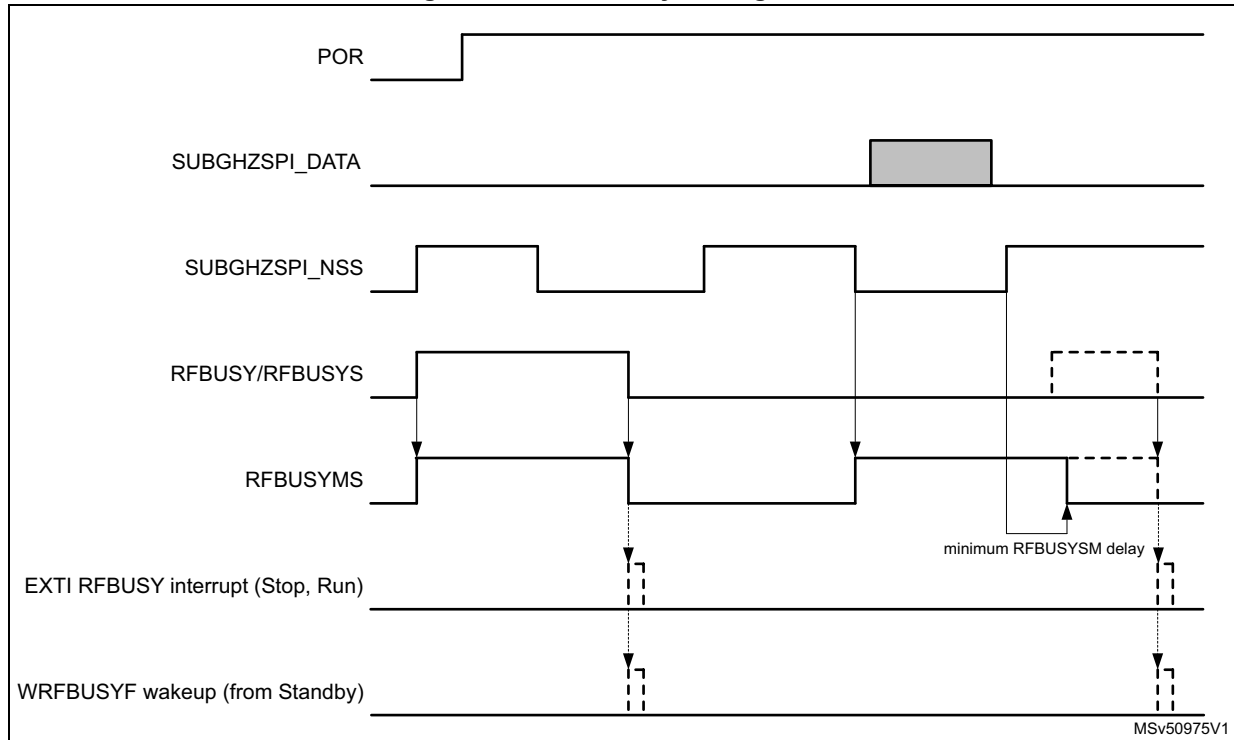 POR
SUBGHZSPI_DATA
SUBGHZSPI_NSS
RFBUSY/RFBUSYS
RFBUSYMS
minimum RFBUSYSM delay
EXTI RFBUSY interrupt (Stop, Run)
WRFBUSYF wakeup (from Standby)
MSv50975V1